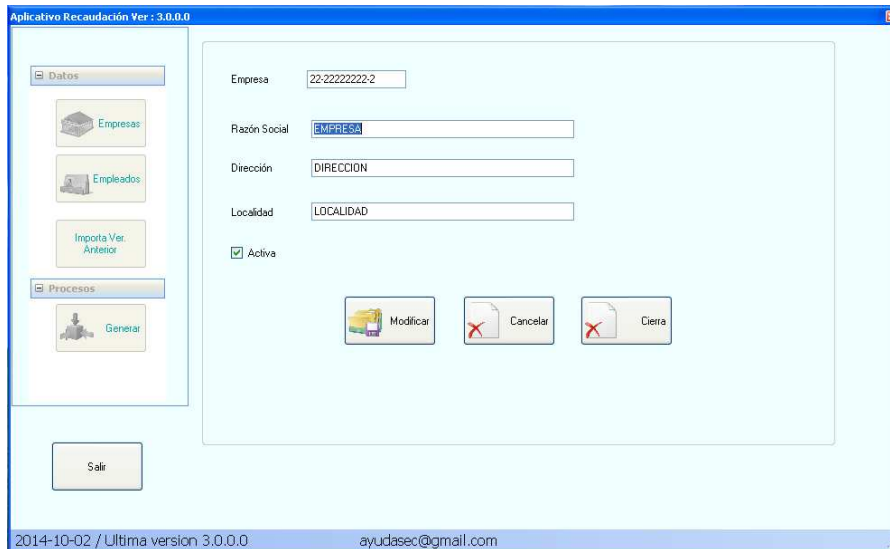 Aplicativo Recaudación Ver : 3.0.0.0
Datos
Empresas
Empleados
Importa Ver.
Anterior
Procesos
Generar
Salir
Empresa 22-22222222-2
Razón Social EMPRESA
Dirección DIRECCION
Localidad LOCALIDAD
Activa
Modificar Cancelar Cierra
2014-10-02 / Ultima version 3.0.0.0 ayudasec@gmail.com